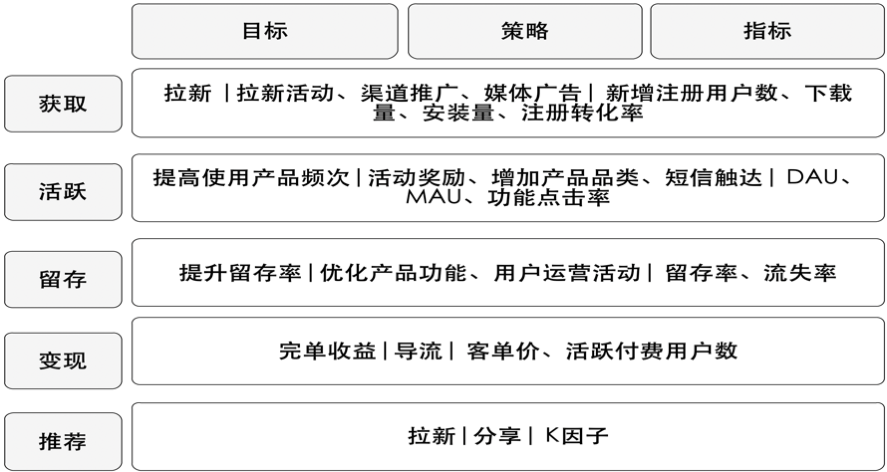 目标 策略 指标
获取
拉新 | 拉新活动、渠道推广、媒体广告 | 新增注册用户数、下载
量、安装量、注册转化率
活跃
提高使用产品频次 | 活动奖励、增加产品品类、短信触达 | DAU、
MAU、功能点击率
留存
提升留存率 | 优化产品功能、用户运营活动 | 留存率、流失率
变现
完单收益 | 导流 | 客单价、活跃付费用户数
推荐
拉新 | 分享 | K因子